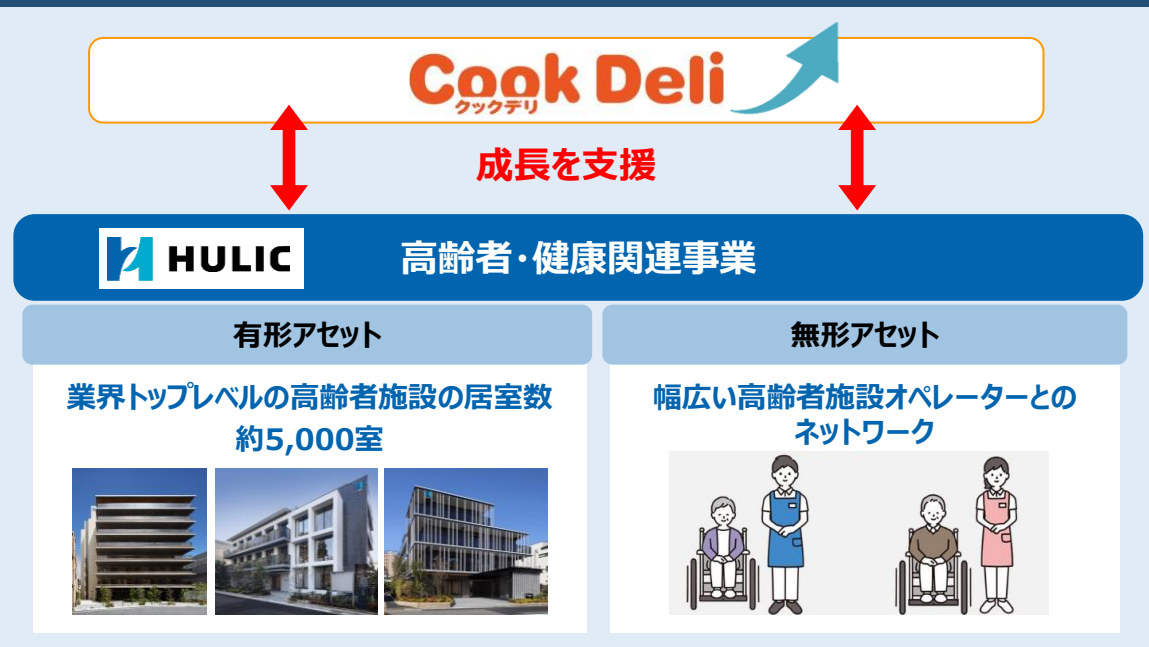 Cook Deli
クックデリ
成長を支援
HULIC
高齢者・健康関連事業
有形アセット
無形アセット
業界トップレベルの高齢者施設の居室数
約5,000室
幅広い高齢者施設オペレーターとの
ネットワーク